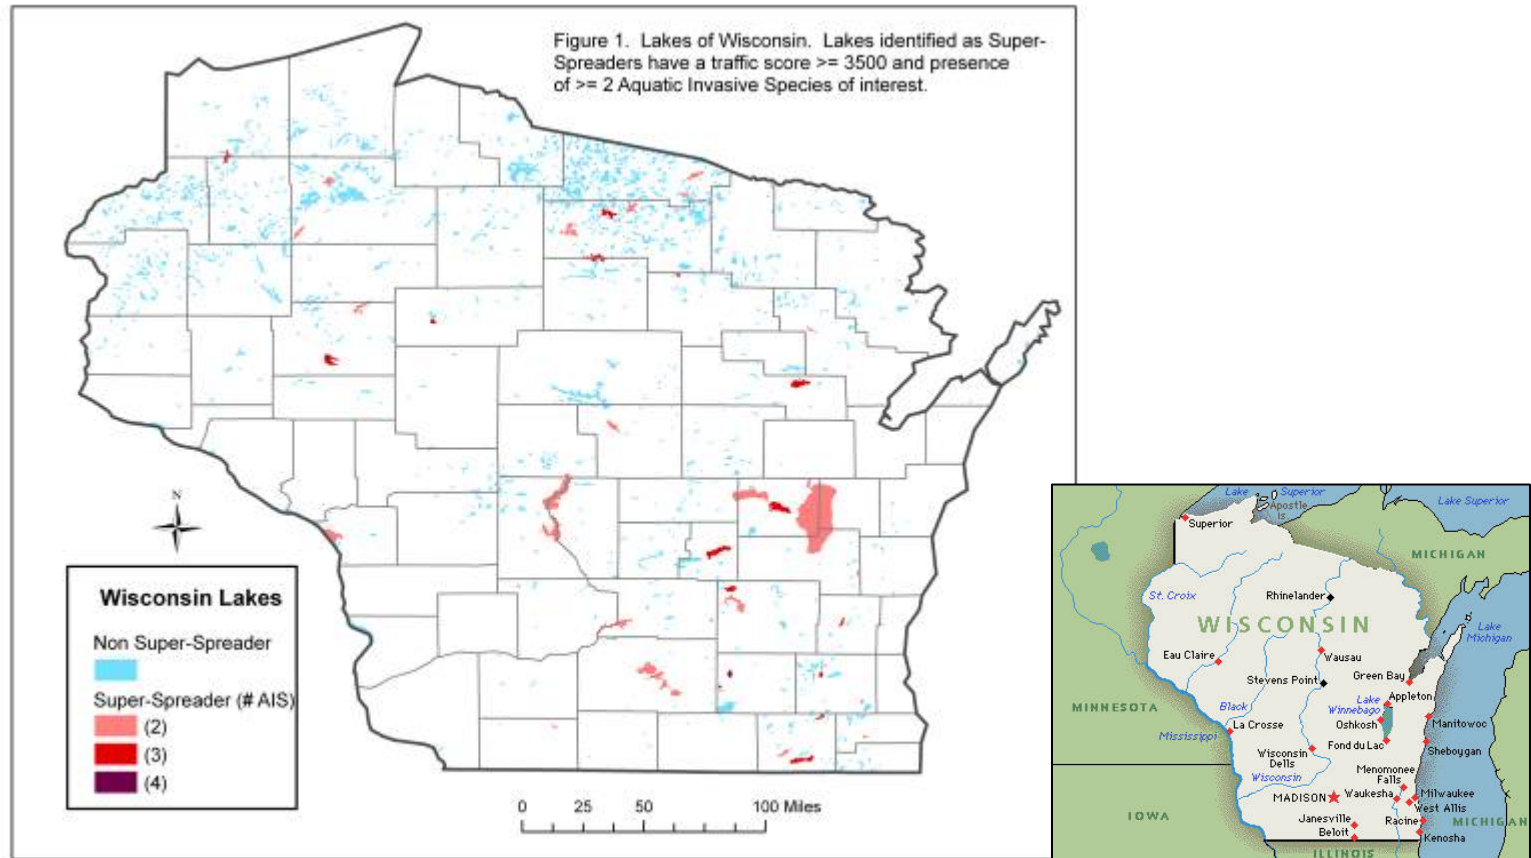 Figure 1. Lakes of Wisconsin. Lakes identified as Super-
Spreaders have a traffic score >= 3500 and presence
of >= 2 Aquatic Invasive Species of interest.
N
Wisconsin Lakes
Non Super-Spreader
Super-Spreader (# AIS)
(2)
(3)
(4)
0 25 50 100 Miles
Lake Superior
Apostle
Is
Lake Superior
Superior
MICHIGAN
St. Croix
Rhinelander
WISCONSIN
Lake
Michigan
Eau Claire
Wausau
Stevens Point
Green Bay
Appleton
MINNESOTA
Black
Lake
Winnebago
La Crosse
Oshkosh
Manitowoc
Mississippi
Fond du Lac
Sheboygan
Wisconsin
Dells
Menomonee
Falls
Wisconsin
MADISON
Waukesha
Milwaukee
West Allis
IOWA
Janesville
Racine
MICHIGAN
Beloit
Kenosha
ILLINOIS